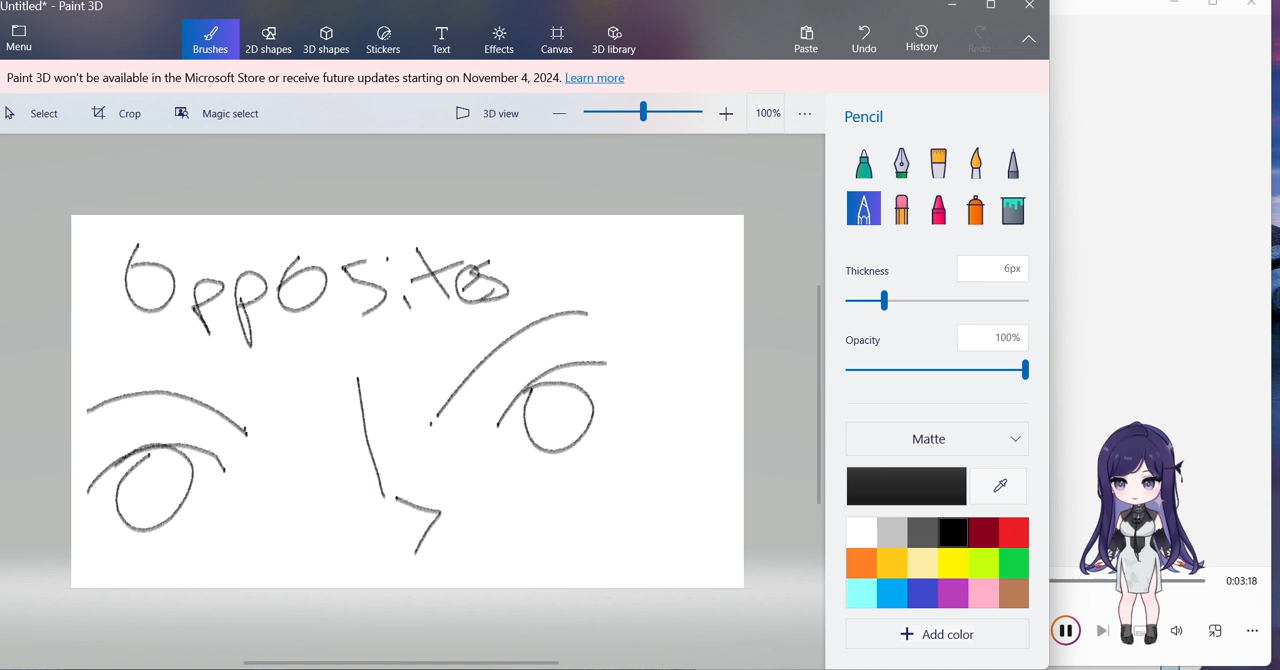 Untitled* - Paint 3D
Menu
Brushes 2D shapes 3D shapes Stickers Text Effects Canvas 3D library Paste Undo History Redo
Paint 3D won't be available in the Microsoft Store or receive future updates starting on November 4, 2024. Learn more
Select Crop Magic select 3D view 100% ...
Pencil
Thickness 6px
Opacity 100%
Matte
Add color
Opposites
0:03:18